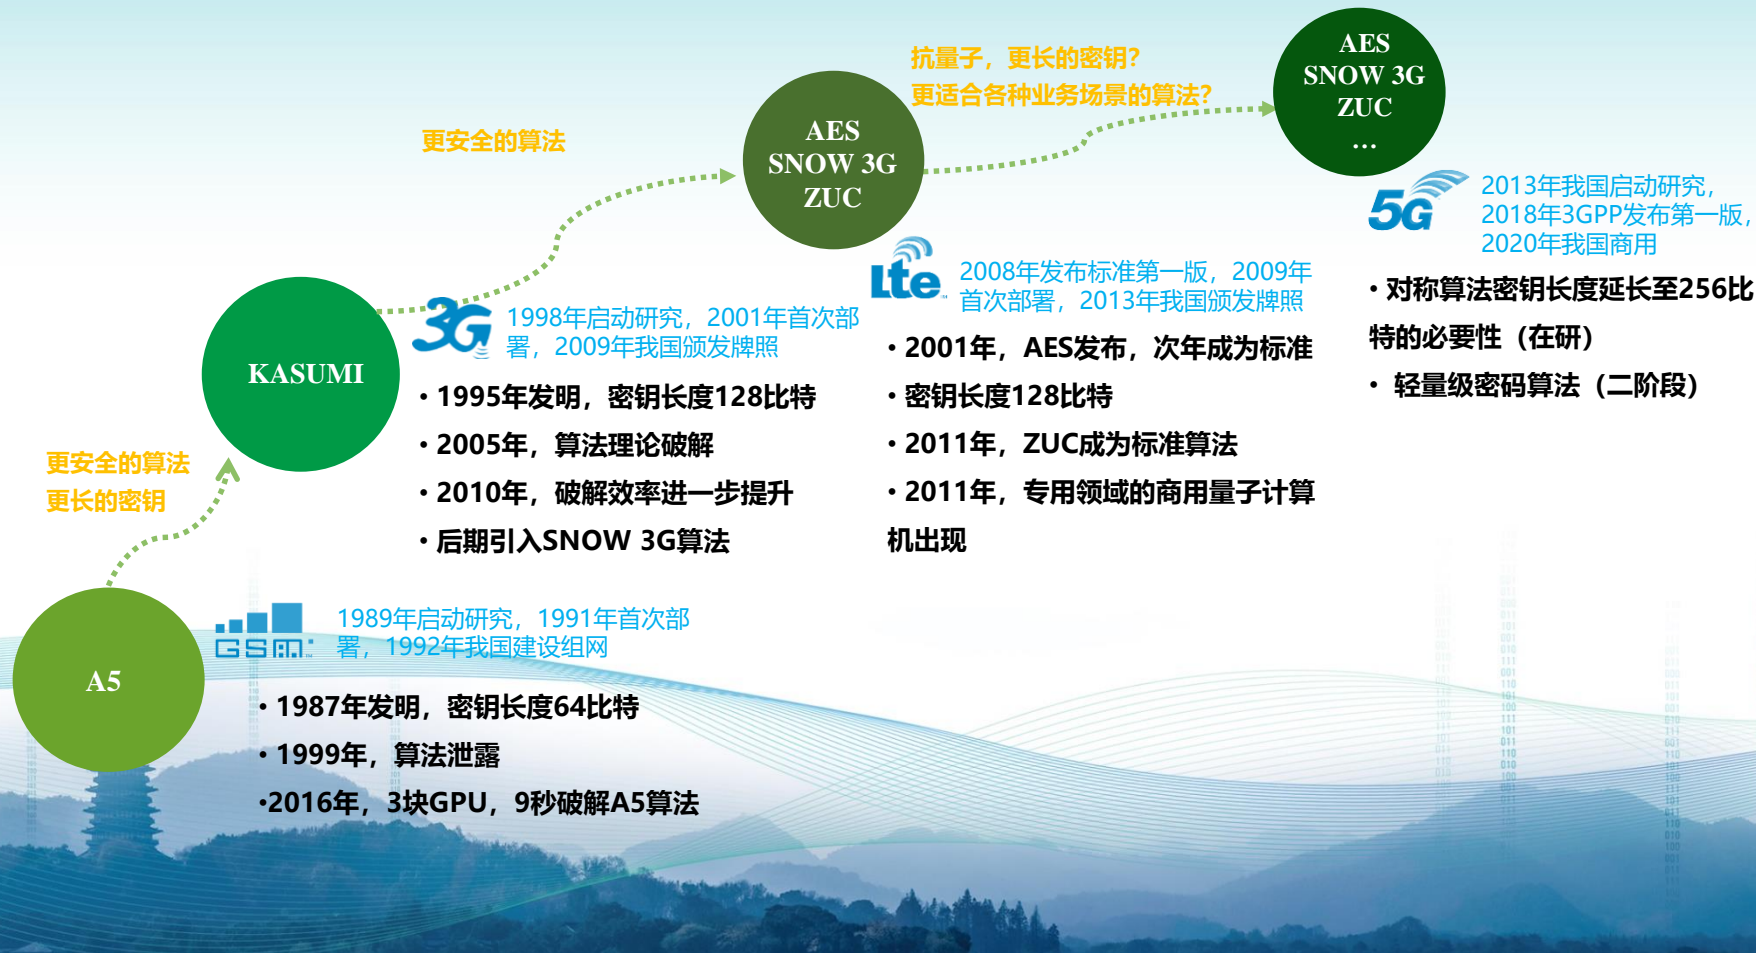 A5
GSM
1989年启动研究，1991年首次部
署，1992年我国建设组网
• 1987年发明，密钥长度64比特
• 1999年，算法泄露
•2016年，3块GPU，9秒破解A5算法
更安全的算法
更长的密钥
KASUMI
3G
1998年启动研究，2001年首次部
署，2009年我国颁发牌照
• 1995年发明，密钥长度128比特
• 2005年，算法理论破解
• 2010年，破解效率进一步提升
• 后期引入SNOW 3G算法
更安全的算法
AES
SNOW 3G
ZUC
Lte
2008年发布标准第一版，2009年
首次部署，2013年我国颁发牌照
• 2001年，AES发布，次年成为标准
• 密钥长度128比特
• 2011年，ZUC成为标准算法
• 2011年，专用领域的商用量子计算
机出现
抗量子，更长的密钥？
更适合各种业务场景的算法？
AES
SNOW 3G
ZUC
…
5G
2013年我国启动研究，
2018年3GPP发布第一版，
2020年我国商用
• 对称算法密钥长度延长至256比
特的必要性（在研）
• 轻量级密码算法（二阶段）